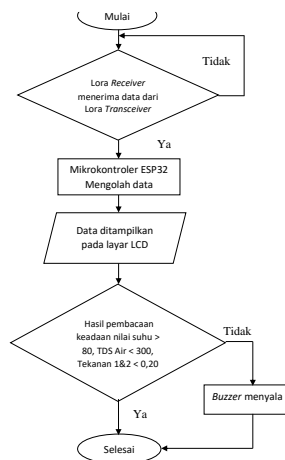 Mulai
Tidak
Lora Receiver
menerima data dari
Lora Transceiver
Ya
Mikrokontroler ESP32
Mengolah data
Data ditampilkan
pada layar LCD
Hasil pembacaan
keadaan nilai suhu >
80, TDS Air < 300,
Tekanan 1&2 < 0,20
Tidak
Buzzer menyala
Ya
Selesai